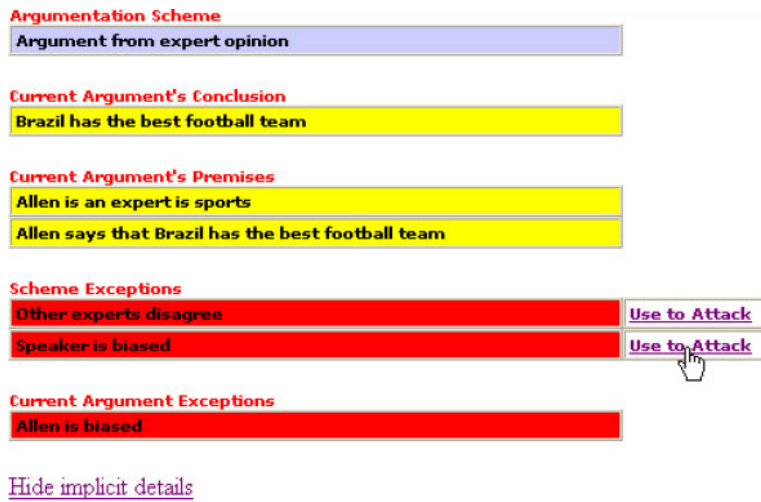 Argumentation Scheme
Argument from expert opinion
Current Argument's Conclusion
Brazil has the best football team
Current Argument's Premises
Allen is an expert is sports
Allen says that Brazil has the best football team
Scheme Exceptions
Other experts disagree Use to Attack
Speaker is biased Use to Attack
Current Argument Exceptions
Allen is biased
Hide implicit details